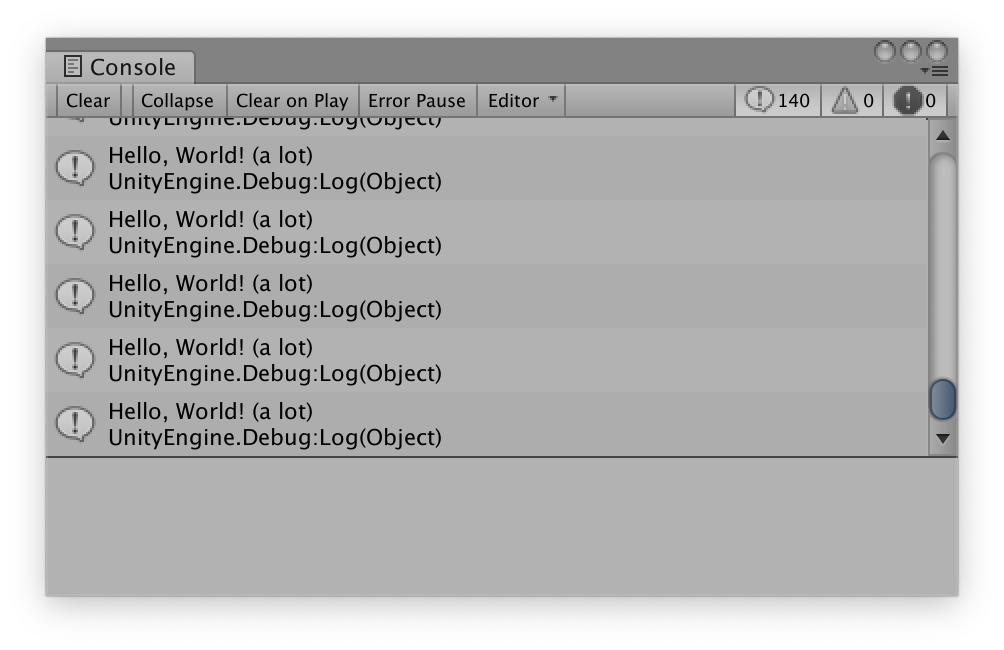 Console
Clear Collapse Clear on Play Error Pause Editor 140 0 0
UnityEngine.Debug:Log(Object)
Hello, World! (a lot)
UnityEngine.Debug:Log(Object)
Hello, World! (a lot)
UnityEngine.Debug:Log(Object)
Hello, World! (a lot)
UnityEngine.Debug:Log(Object)
Hello, World! (a lot)
UnityEngine.Debug:Log(Object)
Hello, World! (a lot)
UnityEngine.Debug:Log(Object)